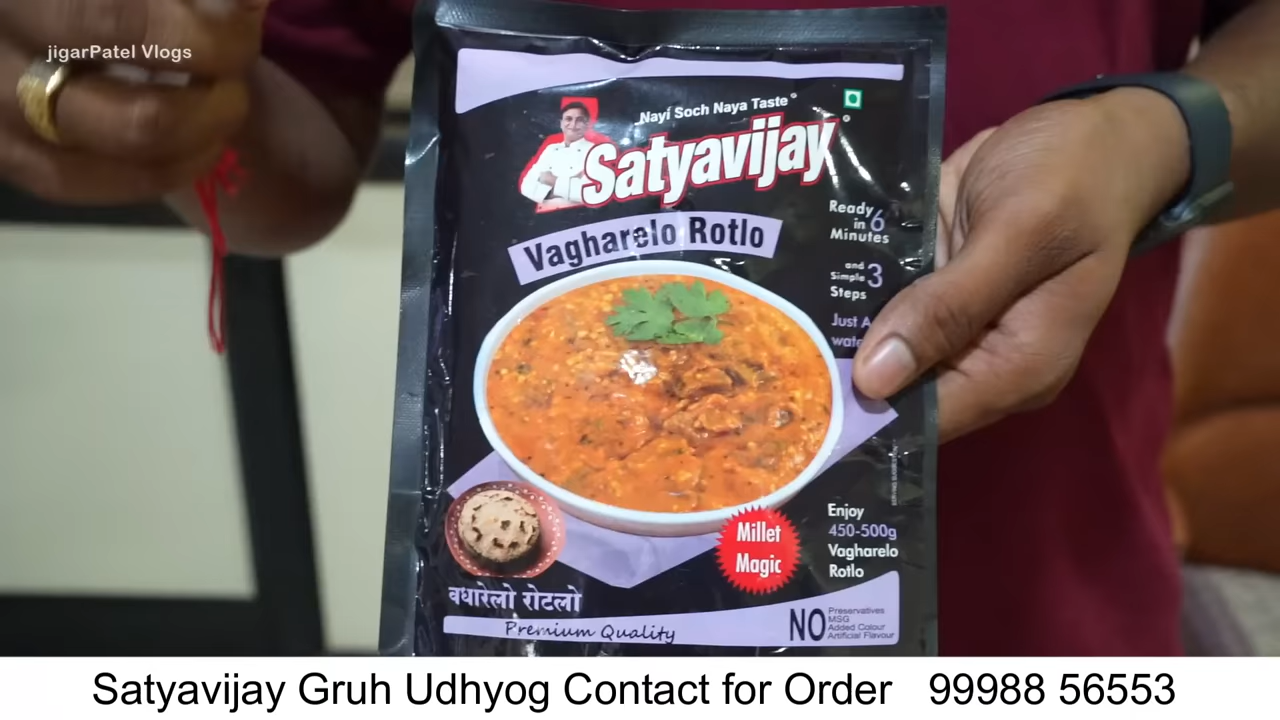 jigarPatel Vlogs
Nayi Soch Naya Taste
Satyavijay
Vagharelo Rotlo
Ready
in 6
Minutes
and
Simple 3
Steps
Just
Millet
Magic
Enjoy
450-500g
Vagharelo
Rotlo
वधारेलो रोटलो
Premium Quality
NO
Preservatives
MSG
Added Colour
Artificial Flavour
Satyavijay Gruh Udhyog Contact for Order 99988 56553